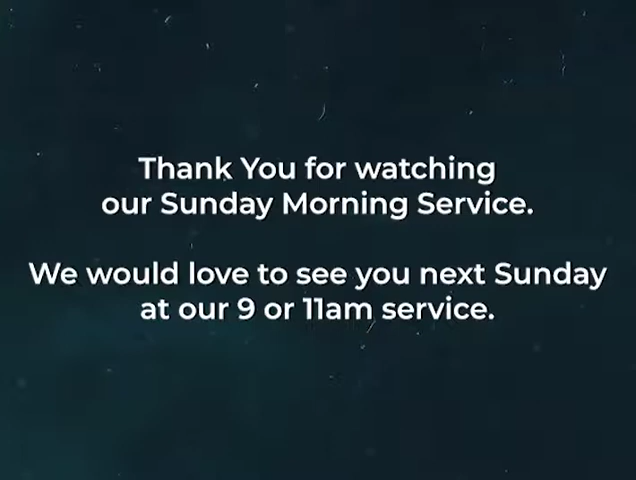 Thank You for watching
our Sunday Morning Service.
We would love to see you next Sunday
at our 9 or 11am service.